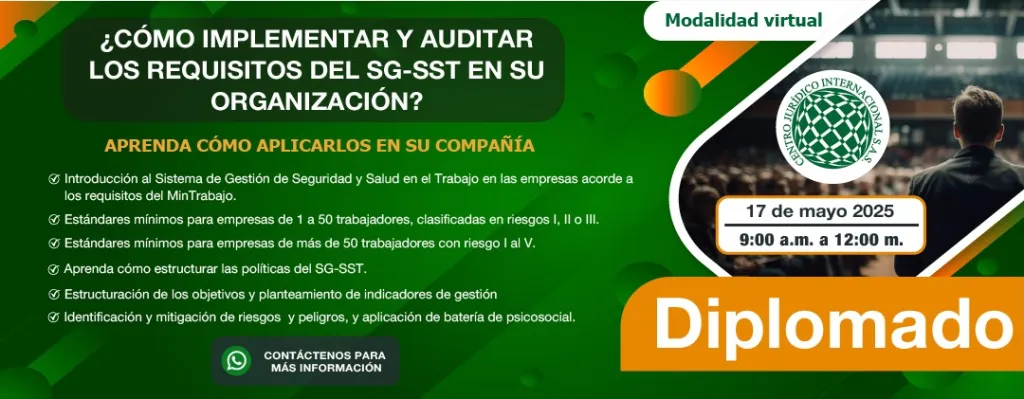 ¿CÓMO IMPLEMENTAR Y AUDITAR
LOS REQUISITOS DEL SG-SST EN SU
ORGANIZACIÓN?
APRENDA CÓMO APLICARLOS EN SU COMPAÑÍA
Introducción al Sistema de Gestión de Seguridad y Salud en el Trabajo en las empresas acorde a
los requisitos del MinTrabajo.
Estándares mínimos para empresas de 1 a 50 trabajadores, clasificadas en riesgos I, II o III.
Estándares mínimos para empresas de más de 50 trabajadores con riesgo I al V.
Aprenda cómo estructurar las políticas del SG-SST.
Estructuración de los objetivos y planteamiento de indicadores de gestión
Identificación y mitigación de riesgos y peligros, y aplicación de batería de psicosocial.
CONTÁCTENOS PARA
MÁS INFORMACIÓN
Modalidad virtual
CENTRO JURÍDICO INTERNACIONAL S.A.S
17 de mayo 2025
9:00 a.m. a 12:00 m.
Diplomado